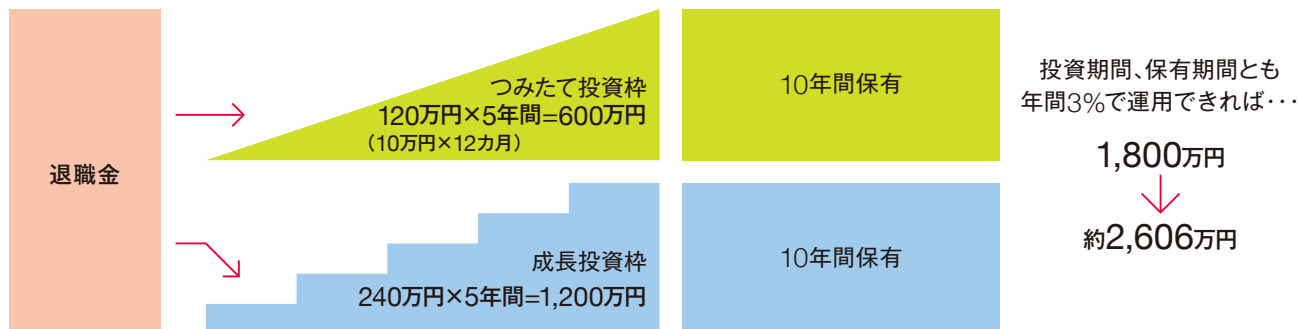 退職金
つみたて投資枠
120万円×5年間=600万円
(10万円×12カ月)
10年間保有
成長投資枠
240万円×5年間=1,200万円
10年間保有
投資期間、保有期間とも
年間3%で運用できれば・・・
1,800万円
約2,606万円